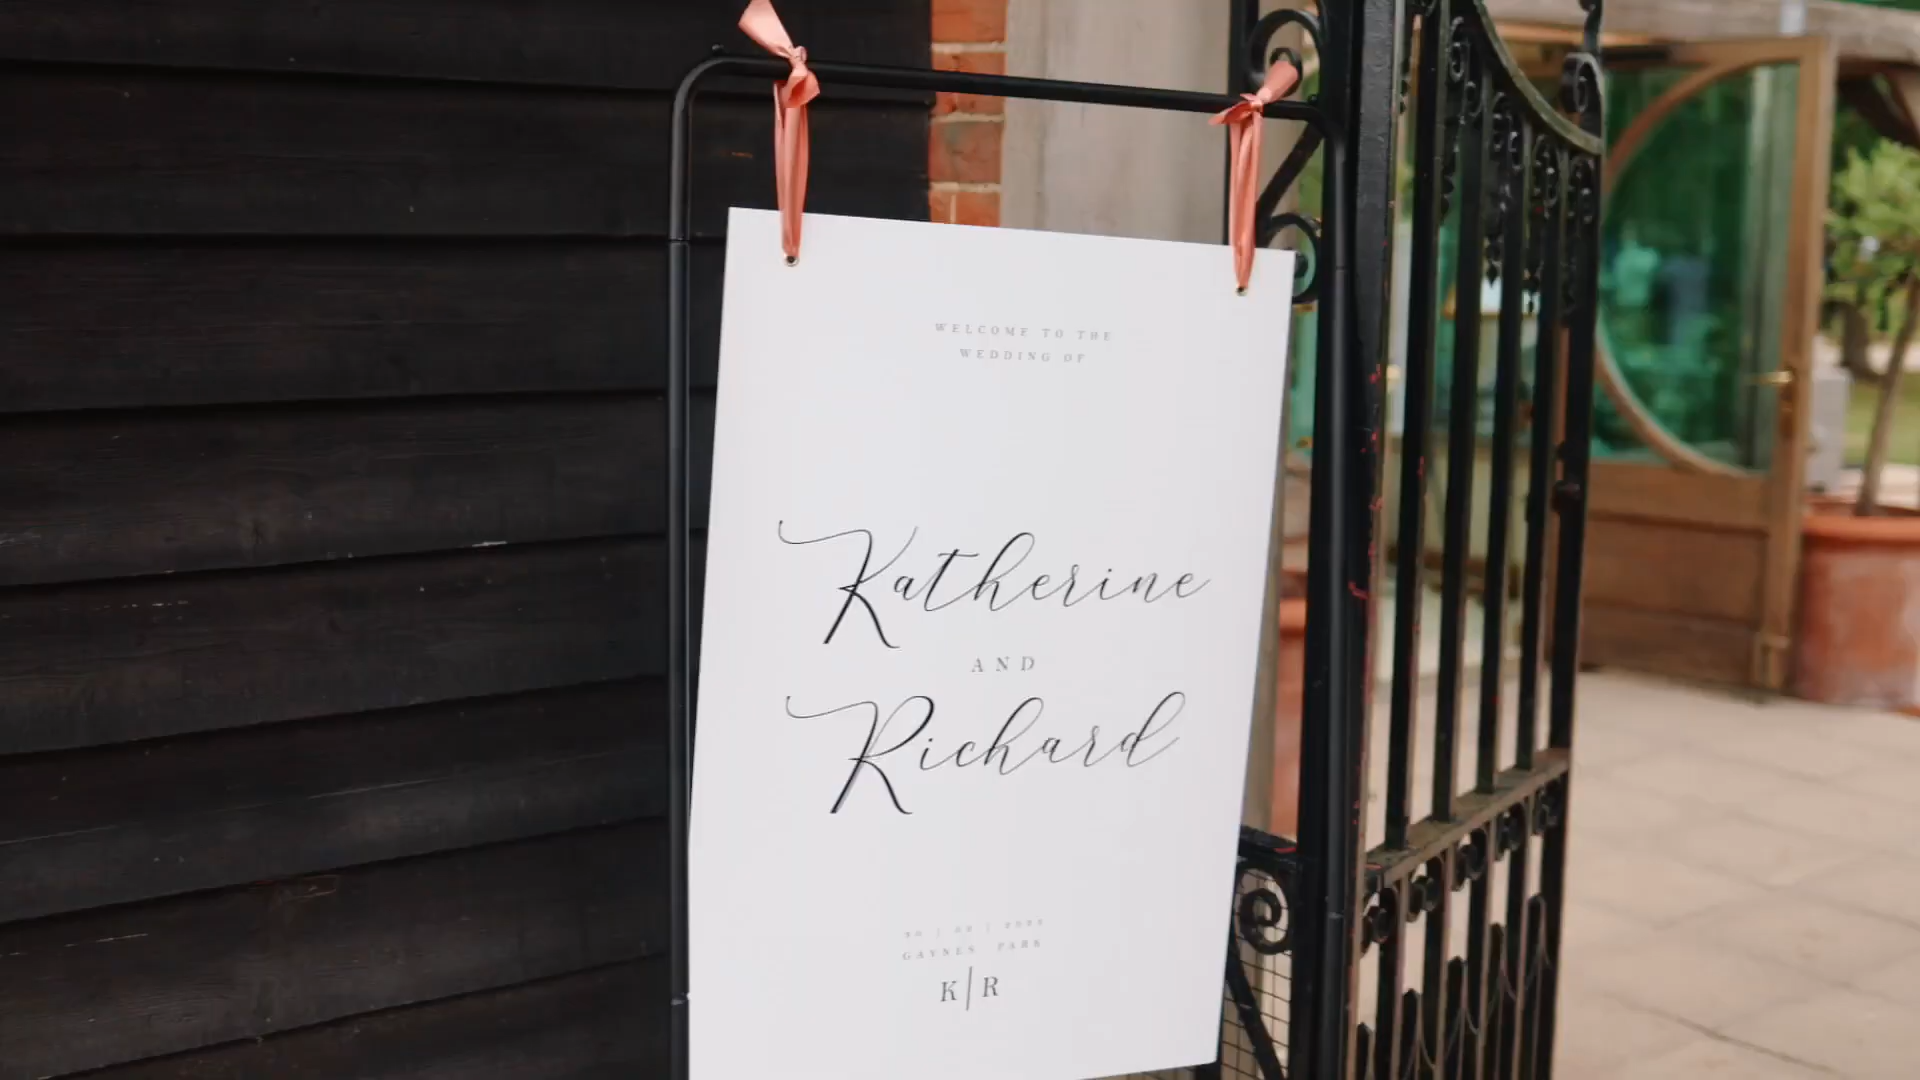 WELCOME TO THE
WEDDING OF
Katherine
AND
Richard
GAYNES PARK
K|R